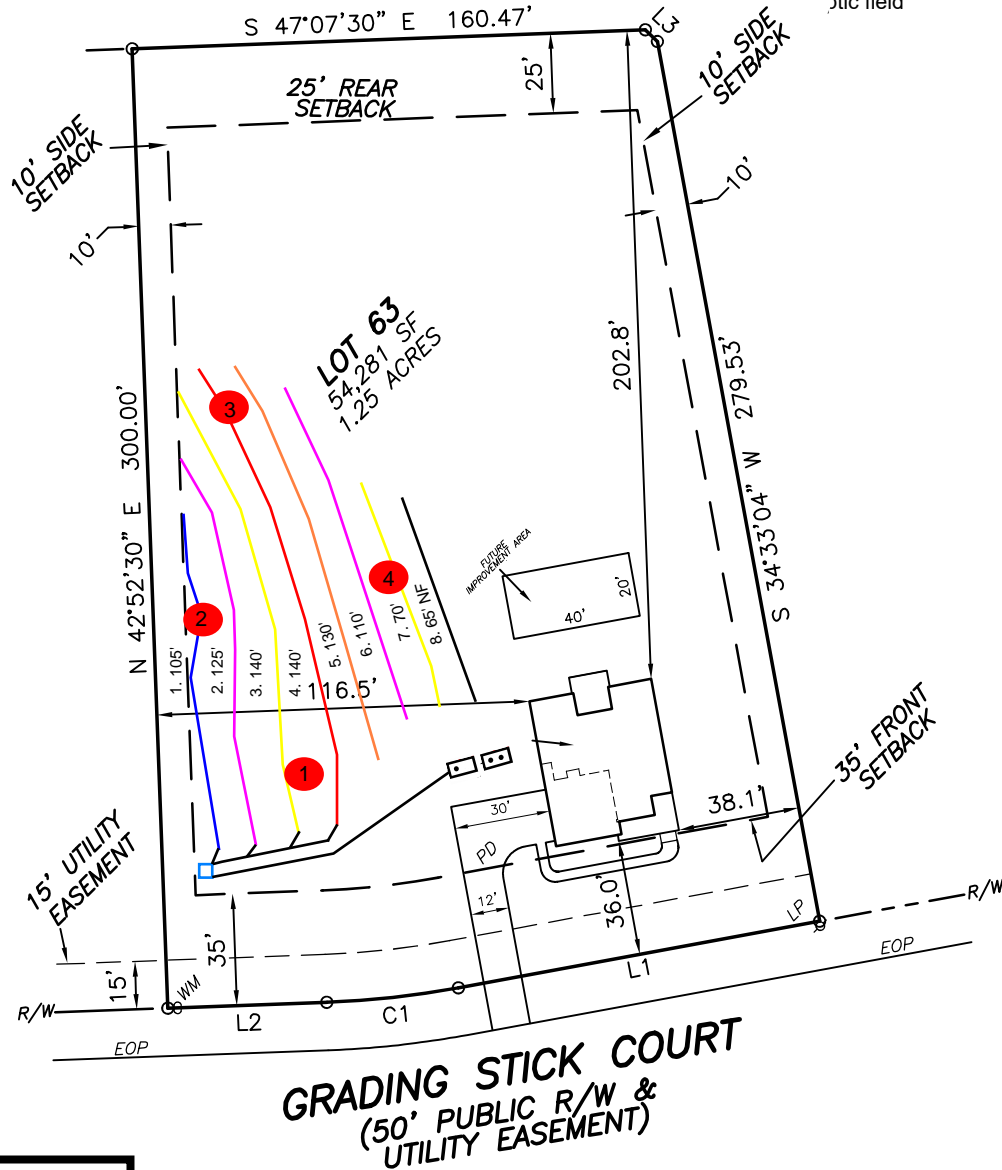 otic field
S 47°07'30" E 160.47'
L3
10' SIDE
SETBACK
25' REAR
SETBACK
25'
10' SIDE
SETBACK
10'
10'
LOT 63
54,281 SF
1.25 ACRES
202.8'
279.53'
S 34°33'04" W
N 42°52'30" E 300.00'
3
2
4
1
FUTURE
IMPROVEMENT AREA
40'
20'
1. 105'
2. 125'
3. 140'
4. 140'
5. 130'
6. 110'
7. 70'
8. 65' NF
116.5'
35' FRONT
SETBACK
38.1'
30'
PD
12'
36.0'
15' UTILITY
EASEMENT
35'
15'
WM
LP
R/W
R/W
L2
C1
L1
EOP
EOP
GRADING STICK COURT
(50' PUBLIC R/W &
UTILITY EASEMENT)